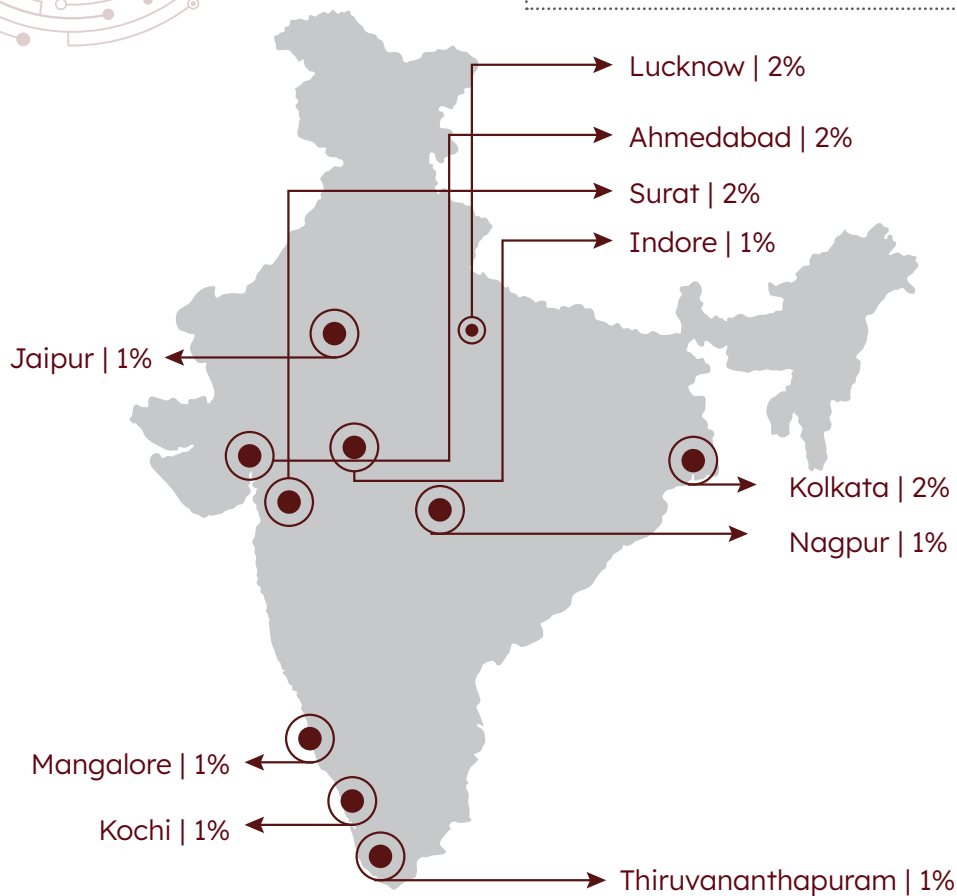 Lucknow | 2%
Ahmedabad | 2%
Surat | 2%
Indore | 1%
Jaipur | 1%
Kolkata | 2%
Nagpur | 1%
Mangalore | 1%
Kochi | 1%
Thiruvananthapuram | 1%